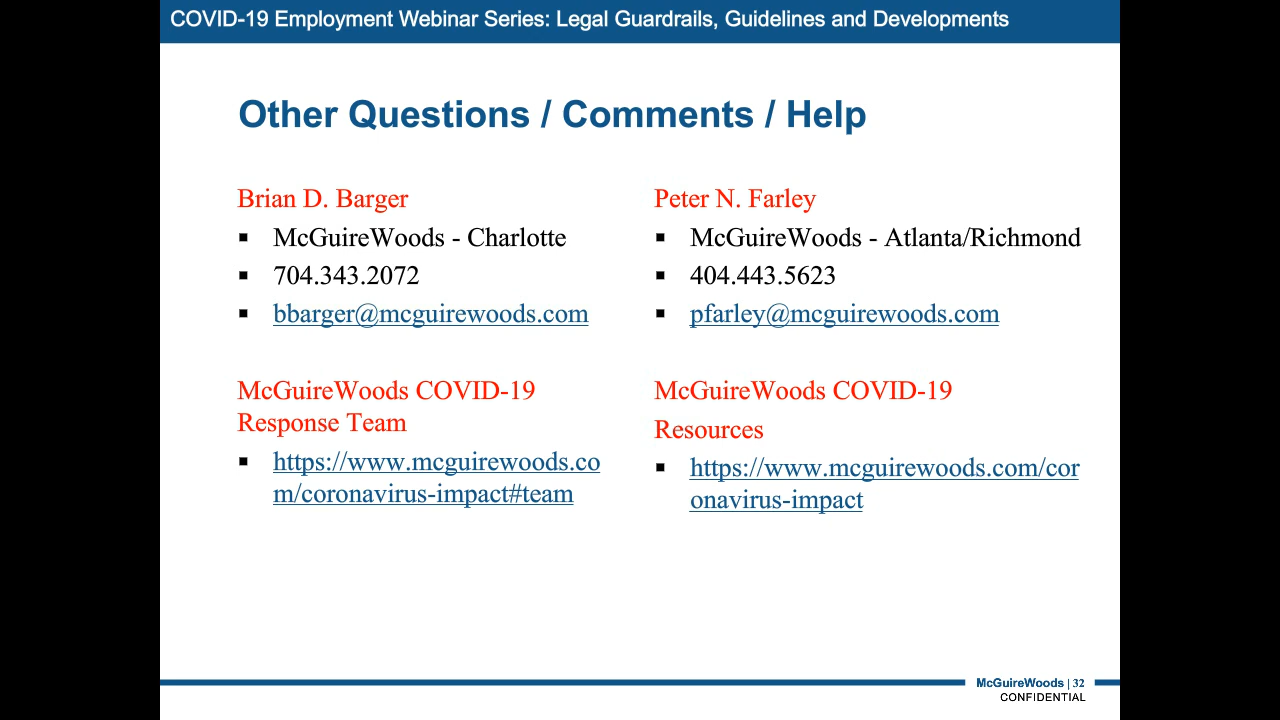 COVID-19 Employment Webinar Series: Legal Guardrails, Guidelines and Developments
Other Questions / Comments / Help
Brian D. Barger
▪ McGuireWoods - Charlotte
▪ 704.343.2072
▪ bbarger@mcguirewoods.com
McGuireWoods COVID-19
Response Team
▪ https://www.mcguirewoods.co
m/coronavirus-impact#team
Peter N. Farley
▪ McGuireWoods - Atlanta/Richmond
▪ 404.443.5623
▪ pfarley@mcguirewoods.com
McGuireWoods COVID-19
Resources
▪ https://www.mcguirewoods.com/cor
onavirus-impact
McGuireWoods | 32
CONFIDENTIAL